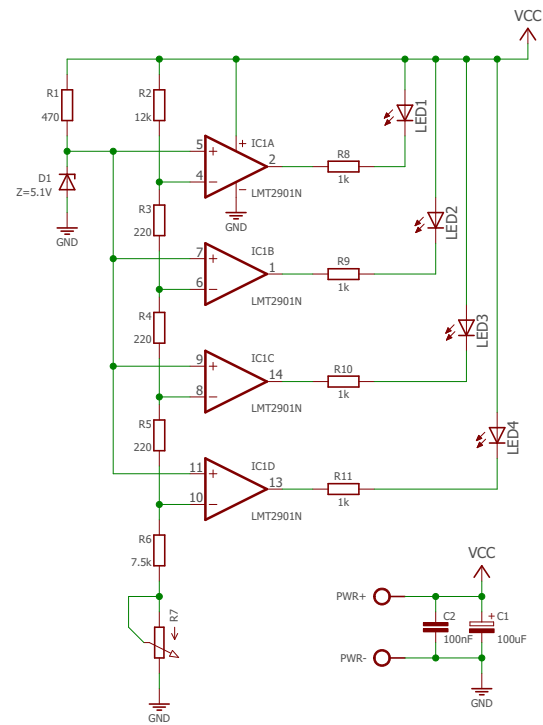 VCC
R1
470
R2
12k
IC1A
5
4
2
+
-
+
-
LMT2901N
GND
R8
1k
LED1
D1
Z=5.1V
GND
R3
220
IC1B
7
6
1
+
-
LMT2901N
R9
1k
LED2
R4
220
IC1C
9
8
14
+
-
LMT2901N
R10
1k
LED3
R5
220
IC1D
11
10
13
+
-
LMT2901N
R11
1k
LED4
R6
7.5k
R7
GND
VCC
PWR+
PWR-
C2
100nF
+
C1
100uF
GND